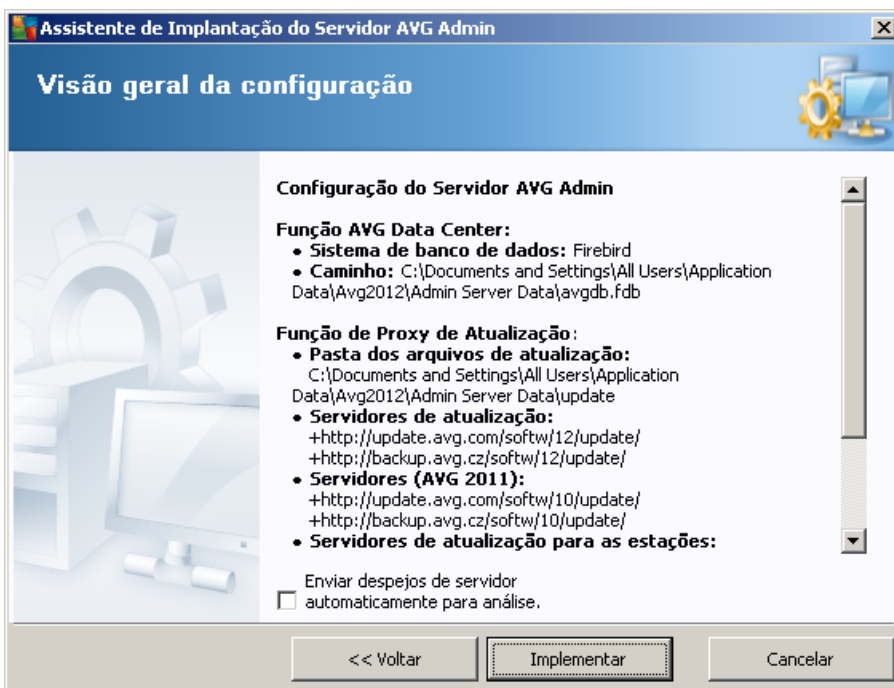 Assistente de Implantação do Servidor AVG Admin
Visão geral da configuração
Configuração do Servidor AVG Admin
Função AVG Data Center:
• Sistema de banco de dados: Firebird
• Caminho: C:\Documents and Settings\All Users\Application
Data\Avg2012\Admin Server Data\avgdb.fdb
Função de Proxy de Atualização:
• Pasta dos arquivos de atualização:
C:\Documents and Settings\All Users\Application
Data\Avg2012\Admin Server Data\update
• Servidores de atualização:
+http://update.avg.com/softw/12/update/
+http://backup.avg.cz/softw/12/update/
• Servidores (AVG 2011):
+http://update.avg.com/softw/10/update/
+http://backup.avg.cz/softw/10/update/
• Servidores de atualização para as estações:
Enviar despejos de servidor
automaticamente para análise.
<< Voltar
Implementar
Cancelar